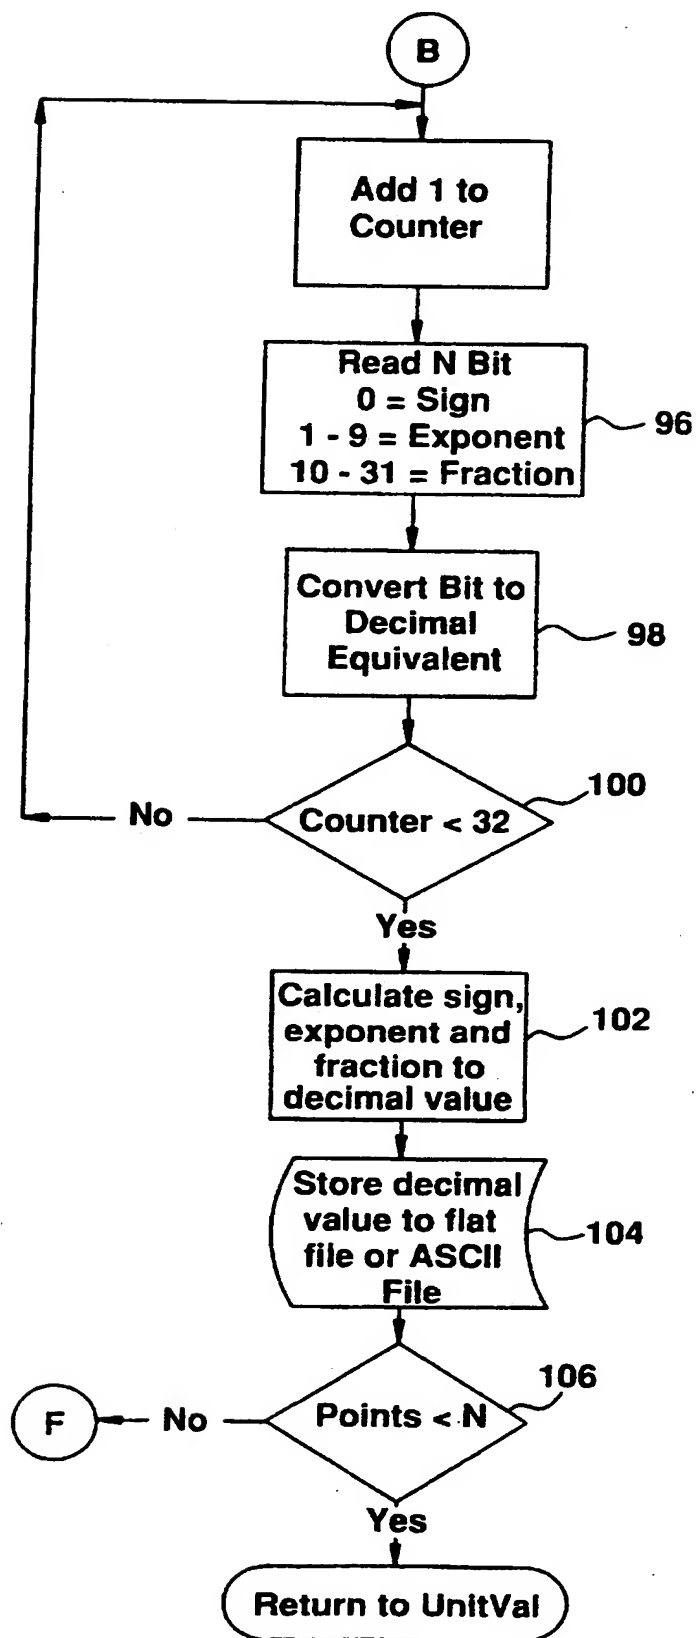 B
Add 1 to
Counter
Read N Bit
0 = Sign
1 - 9 = Exponent
10 - 31 = Fraction
96
Convert Bit to
Decimal
Equivalent
98
100
Counter < 32
No
Yes
Calculate sign,
exponent and
fraction to
decimal value
102
Store decimal
value to flat
file or ASCII
File
104
106
Points < N
No
F
Yes
Return to UnitVal